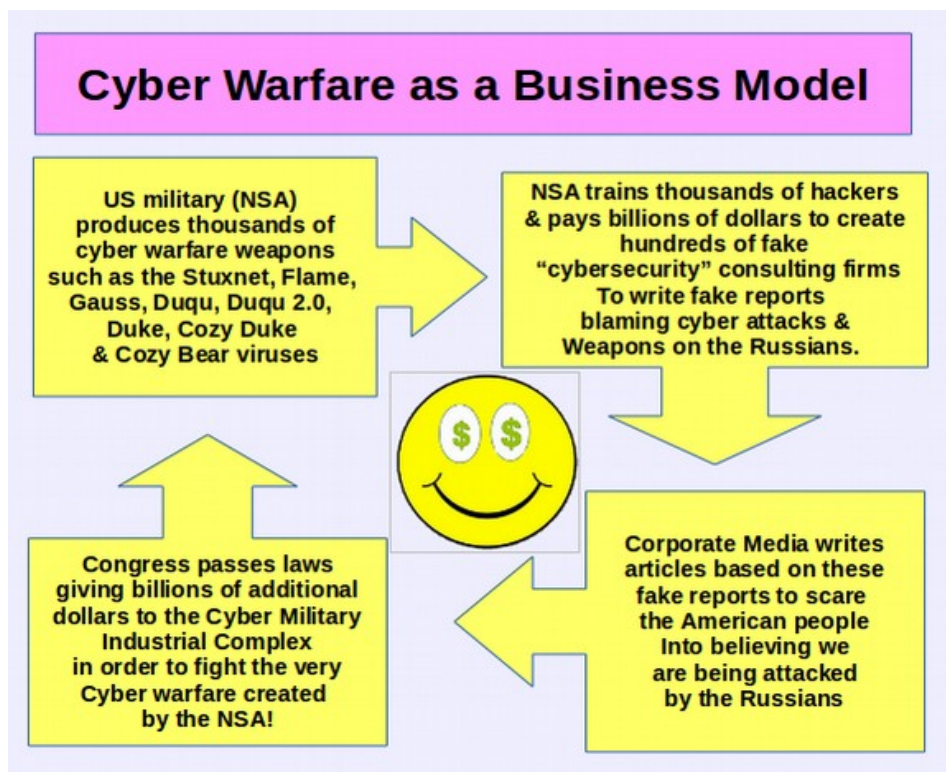 Cyber Warfare as a Business Model
US military (NSA)
produces thousands of
cyber warfare weapons
such as the Stuxnet, Flame,
Gauss, Duqu, Duqu 2.0,
Duke, Cozy Duke
& Cozy Bear viruses
NSA trains thousands of hackers
& pays billions of dollars to create
hundreds of fake
“cybersecurity” consulting firms
To write fake reports
blaming cyber attacks &
Weapons on the Russians.
$ $
Corporate Media writes
articles based on these
fake reports to scare
the American people
Into believing we
are being attacked
by the Russians
Congress passes laws
giving billions of additional
dollars to the Cyber Military
Industrial Complex
in order to fight the very
Cyber warfare created
by the NSA!